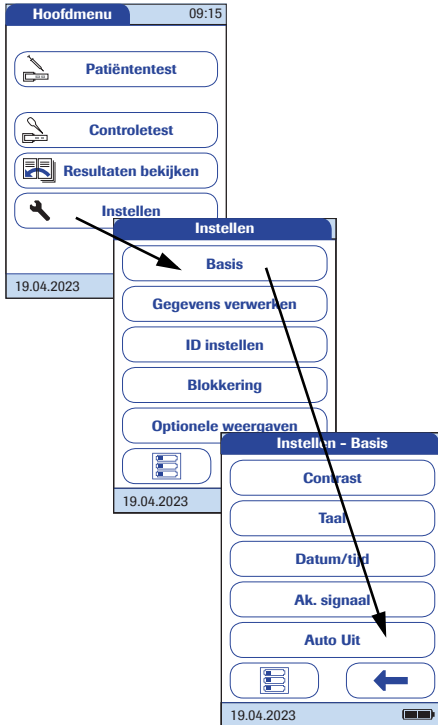 Hoofdmenu 09:15
Patiëntentest
Controletest
Resultaten bekijken
Instellen
19.04.2023
Instellen
Basis
Gegevens verwerken
ID instellen
Blokkering
Optionele weergaven
19.04.2023
Instellen - Basis
Contrast
Taal
Datum/tijd
Ak. signaal
Auto Uit
19.04.2023